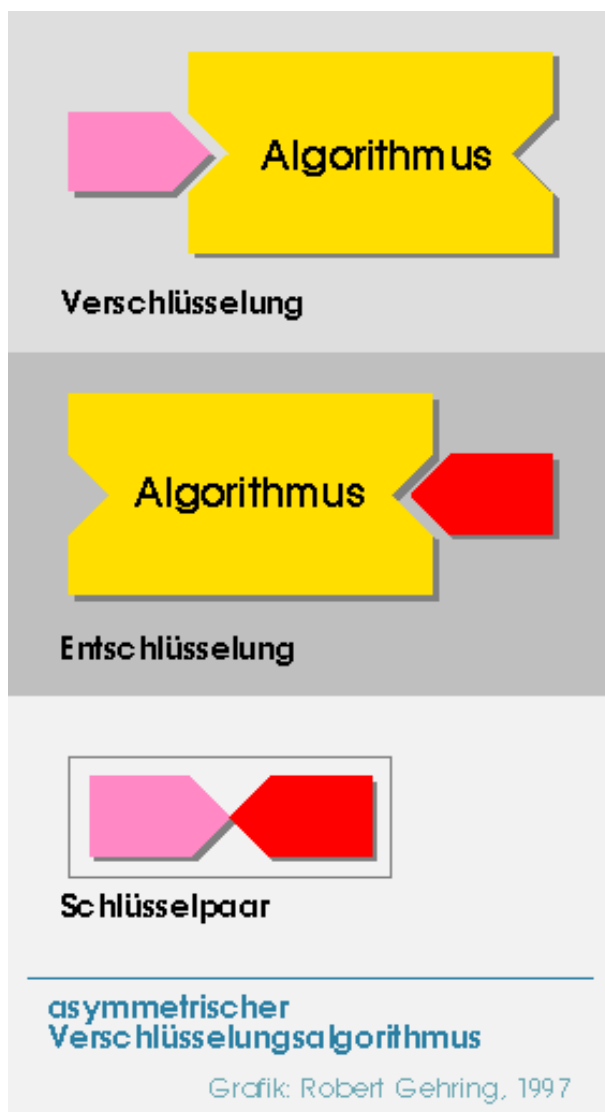 Algorithmus
Verschlüsselung
Algorithmus
Entschlüsselung
Schlüsselpaar
asymmetrischer
Verschlüsselungsalgorithmus
Grafik: Robert Gehring, 1997